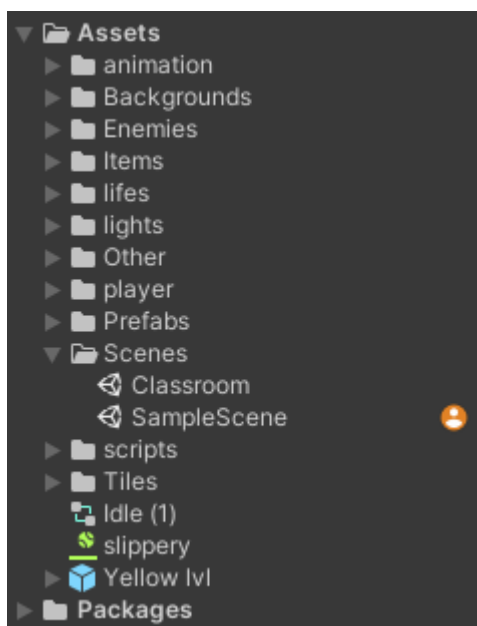 Assets
animation
Backgrounds
Enemies
Items
lifes
lights
Other
player
Prefabs
Scenes
Classroom
SampleScene
scripts
Tiles
Idle (1)
slippery
Yellow lvl
Packages